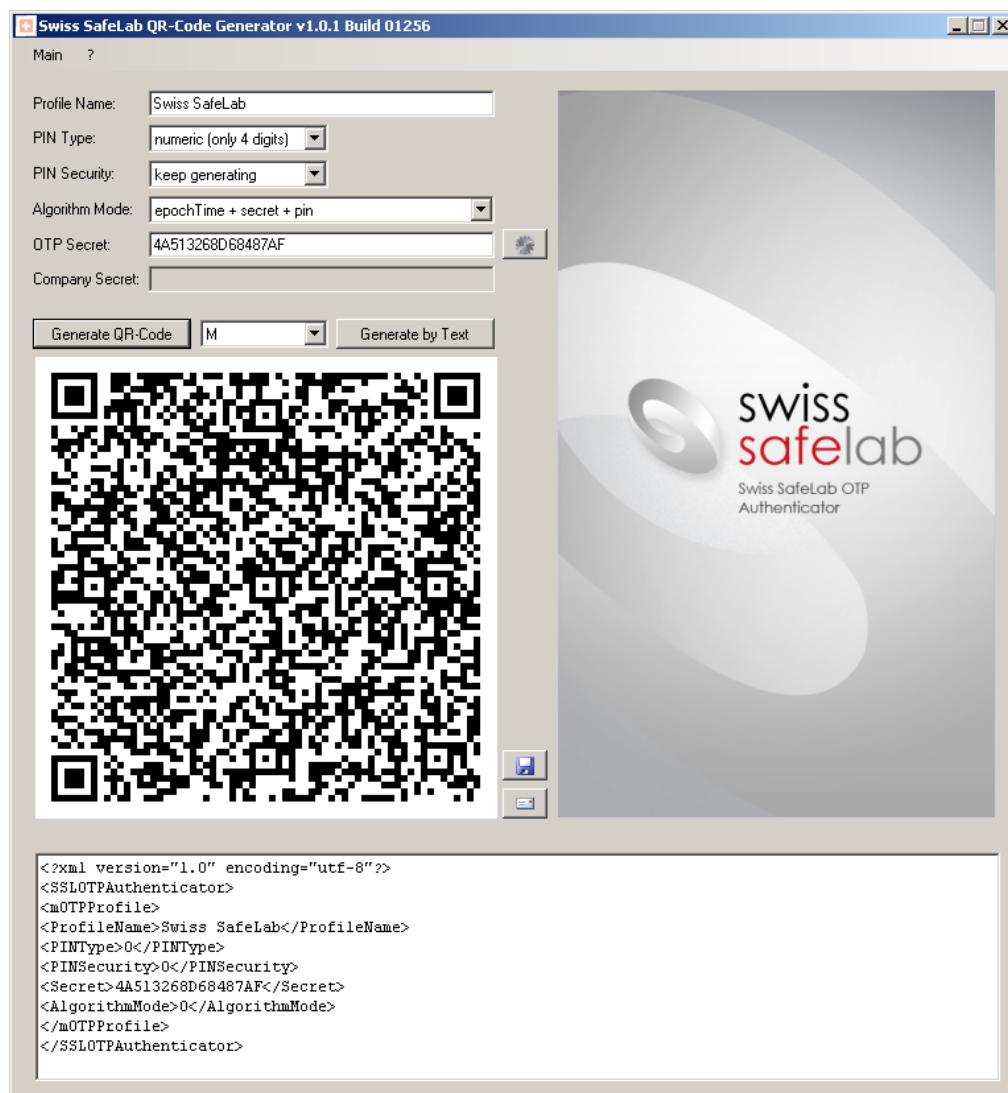 Swiss SafeLab QR-Code Generator v1.0.1 Build 01256
Main ?
Profile Name: Swiss SafeLab
PIN Type: numeric (only 4 digits)
PIN Security: keep generating
Algorithm Mode: epochTime + secret + pin
OTP Secret: 4A513268D68487AF
Company Secret:
Generate QR-Code M Generate by Text
swiss
safelab
Swiss SafeLab OTP
Authenticator
<?xml version="1.0" encoding="utf-8"?>
<SSLOTPAuthenticator>
<mOTPProfile>
<ProfileName>Swiss SafeLab</ProfileName>
<PINType>0</PINType>
<PINSecurity>0</PINSecurity>
<Secret>4A513268D68487AF</Secret>
<AlgorithmMode>0</AlgorithmMode>
</mOTPProfile>
</SSLOTPAuthenticator>